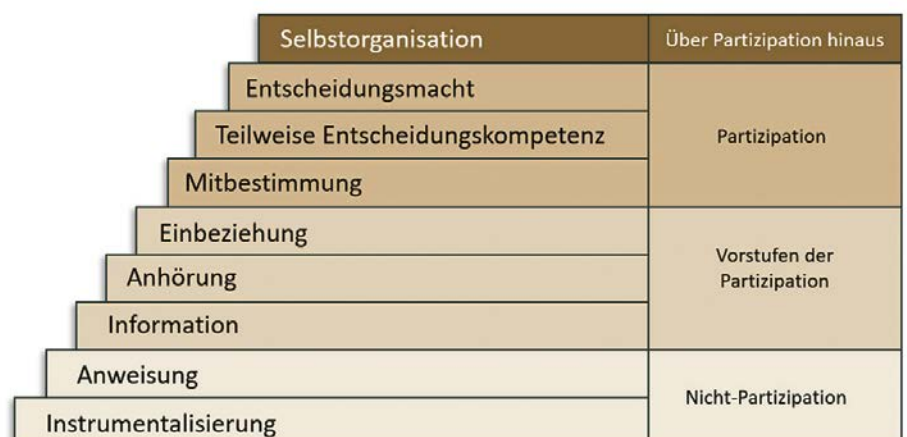 Selbstorganisation
Über Partizipation hinaus
Entscheidungsmacht
Teilweise Entscheidungskompetenz
Mitbestimmung
Partizipation
Einbeziehung
Anhörung
Information
Vorstufen der
Partizipation
Anweisung
Instrumentalisierung
Nicht-Partizipation